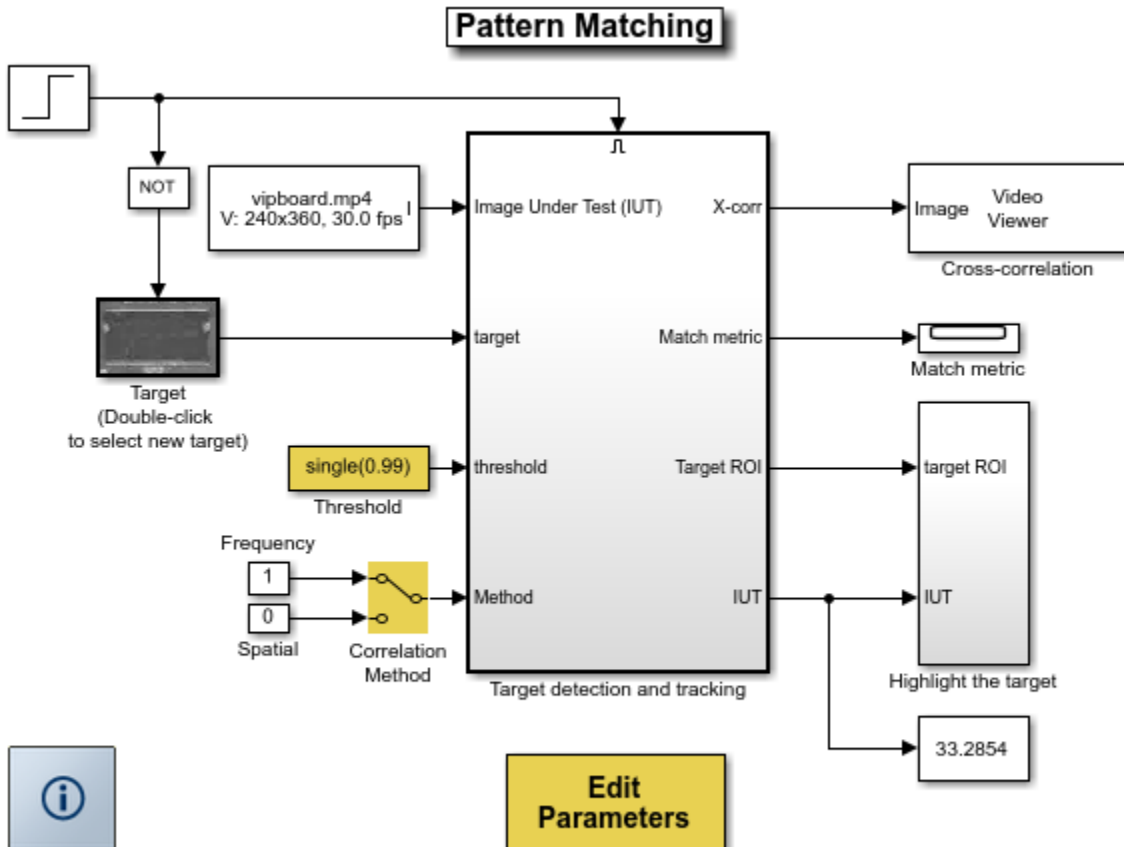 Pattern Matching
NOT
vipboard.mp4
V: 240x360, 30.0 fps
I
Image Under Test (IUT)
X-corr
Image
Video
Viewer
Cross-correlation
target
Match metric
Match metric
Target
(Double-click
to select new target)
single(0.99)
Threshold
threshold
Target ROI
target ROI
Frequency
1
0
Spatial
Correlation
Method
Method
IUT
IUT
Target detection and tracking
Highlight the target
33.2854
i
Edit
Parameters